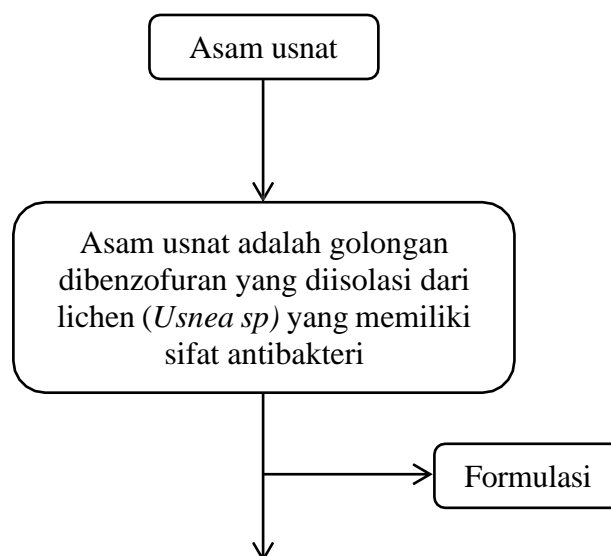 Asam usnat
Asam usnat adalah golongan
dibenzofuran yang diisolasi dari
lichen (Usnea sp) yang memiliki
sifat antibakteri
Formulasi